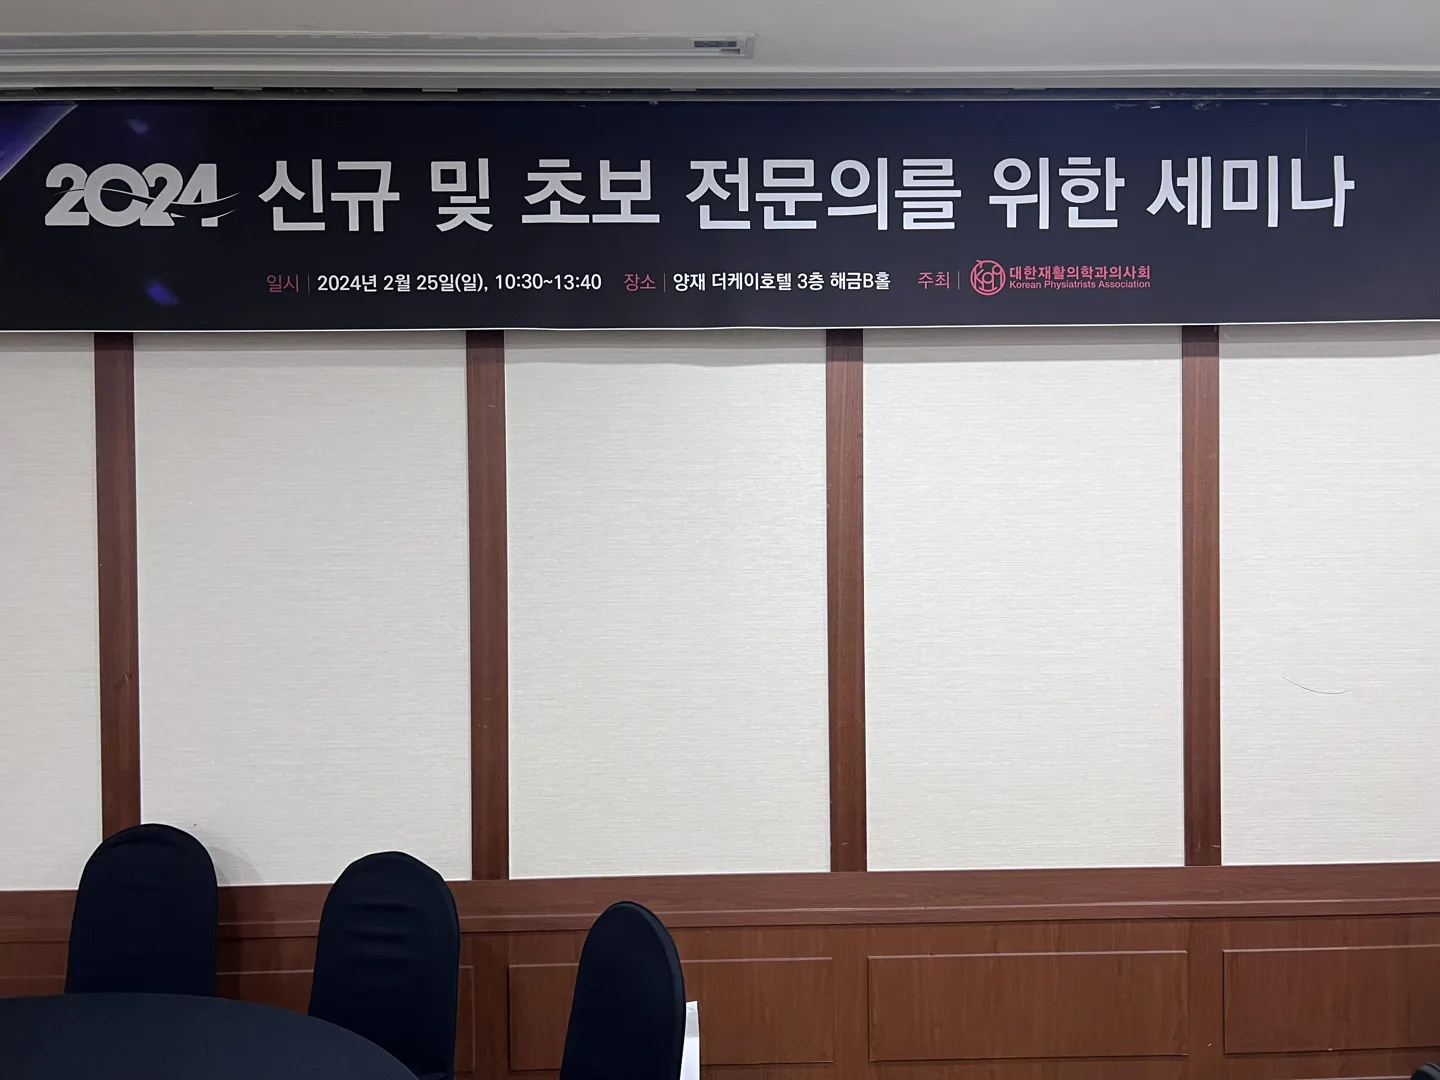 2024 신규 및 초보 전문의를 위한 세미나
일시 | 2024년 2월 25일(일), 10:30~13:40 장소 | 양재 더케이호텔 3층 해금B홀 주최 | 대한재활의학과의사회
Korean Physiatrists Association